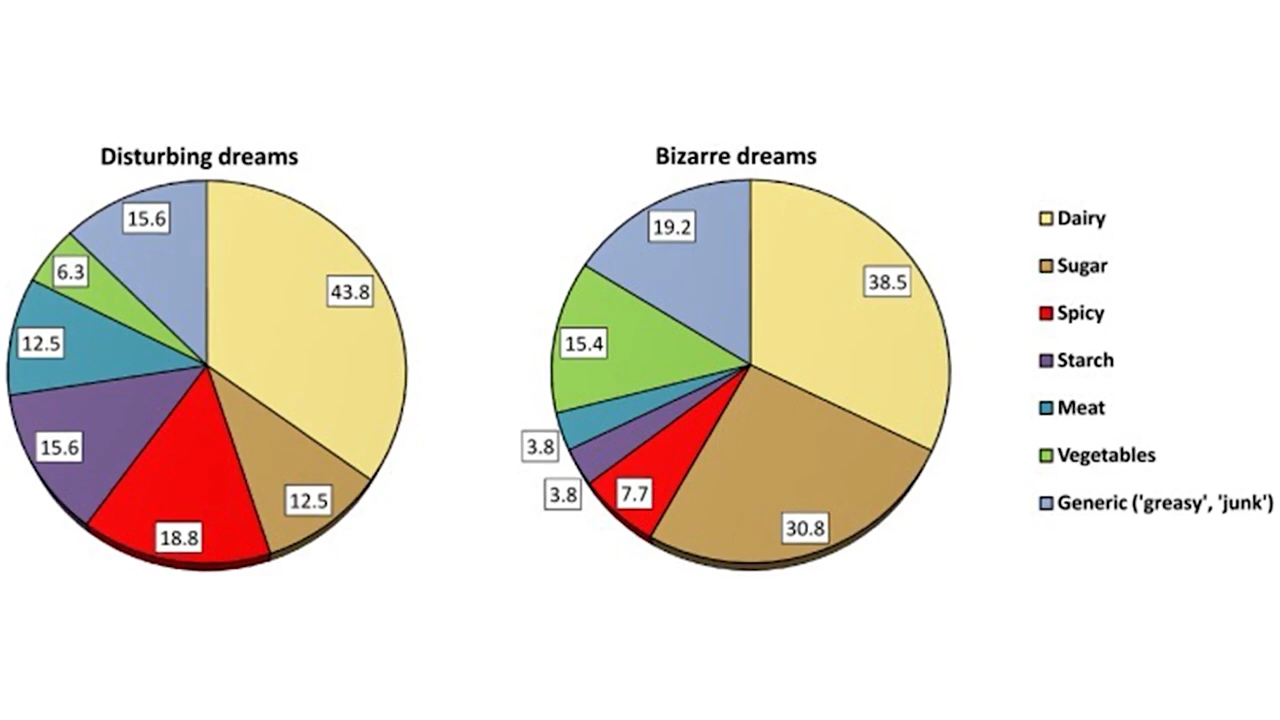 Disturbing dreams
15.6
6.3
43.8
12.5
15.6
12.5
18.8
Bizarre dreams
19.2
38.5
15.4
3.8
3.8
7.7
30.8
Dairy
Sugar
Spicy
Starch
Meat
Vegetables
Generic ('greasy', 'junk')